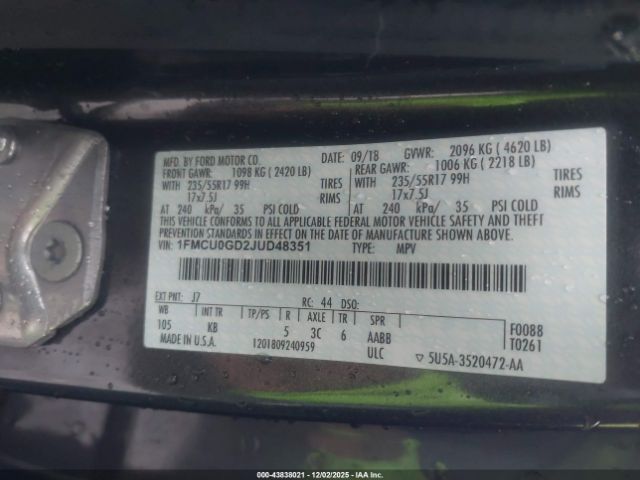 MFD. BY FORD MOTOR CO.
DATE: 09/18 GVWR: 2096 KG ( 4620 LB)
FRONT GAWR: 1098 KG ( 2420 LB)
REAR GAWR: 1006 KG ( 2218 LB)
WITH 235/55R17 99H TIRES
WITH 235/55R17 99H TIRES
17x7.5J RIMS
17x7.5J RIMS
AT 240 kPa/ 35 PSI COLD
AT 240 kPa/ 35 PSI COLD
THIS VEHICLE CONFORMS TO ALL APPLICABLE FEDERAL MOTOR VEHICLE SAFETY AND THEFT
PREVENTION STANDARDS IN EFFECT ON THE DATE OF MANUFACTURE SHOWN ABOVE.
VIN: 1FMCU0GD2JUD48351 TYPE: MPV
EXT PNT: J7 RC: 44 DSO:
WB INT TR TP/PS R AXLE TR SPR
105 KB 5 3C 6 AABB
F0088
T0261
MADE IN U.S.A. 1201809240959 ULC ▽ 5U5A-3520472-AA
000-43838021 - 12/02/2025 - IAA Inc.